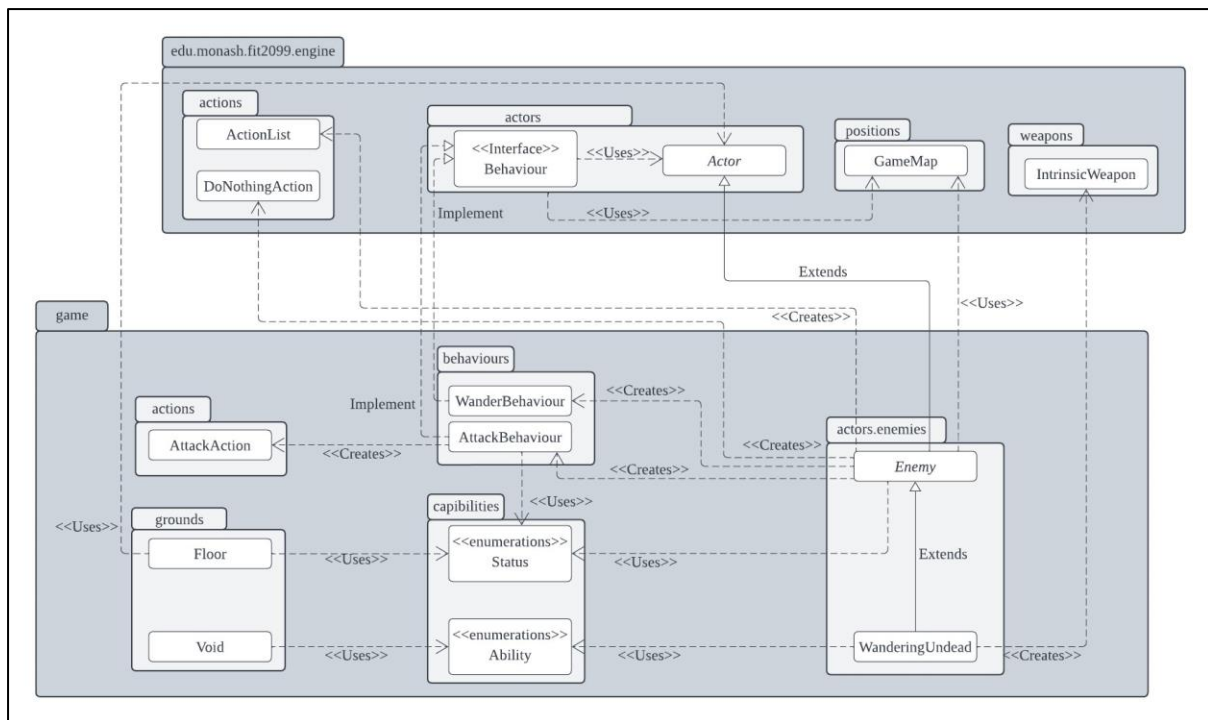 edu.monash.fit2099.engine
actions
ActionList
DoNothingAction
actors
<<Interface>>
Behaviour
<<Uses>>
Actor
positions
GameMap
weapons
IntrinsicWeapon
Implement
<<Uses>>
Extends
<<Uses>>
<<Creates>>
game
behaviours
WanderBehaviour
AttackBehaviour
<<Creates>>
Implement
actions
AttackAction
<<Creates>>
<<Creates>>
<<Creates>>
actors.enemies
Enemy
<<Uses>>
capibilities
<<enumerations>>
Status
<<Uses>>
grounds
Floor
<<Uses>>
<<Uses>>
Extends
Void
<<Uses>>
<<enumerations>>
Ability
<<Uses>>
WanderingUndead
<<Creates>>